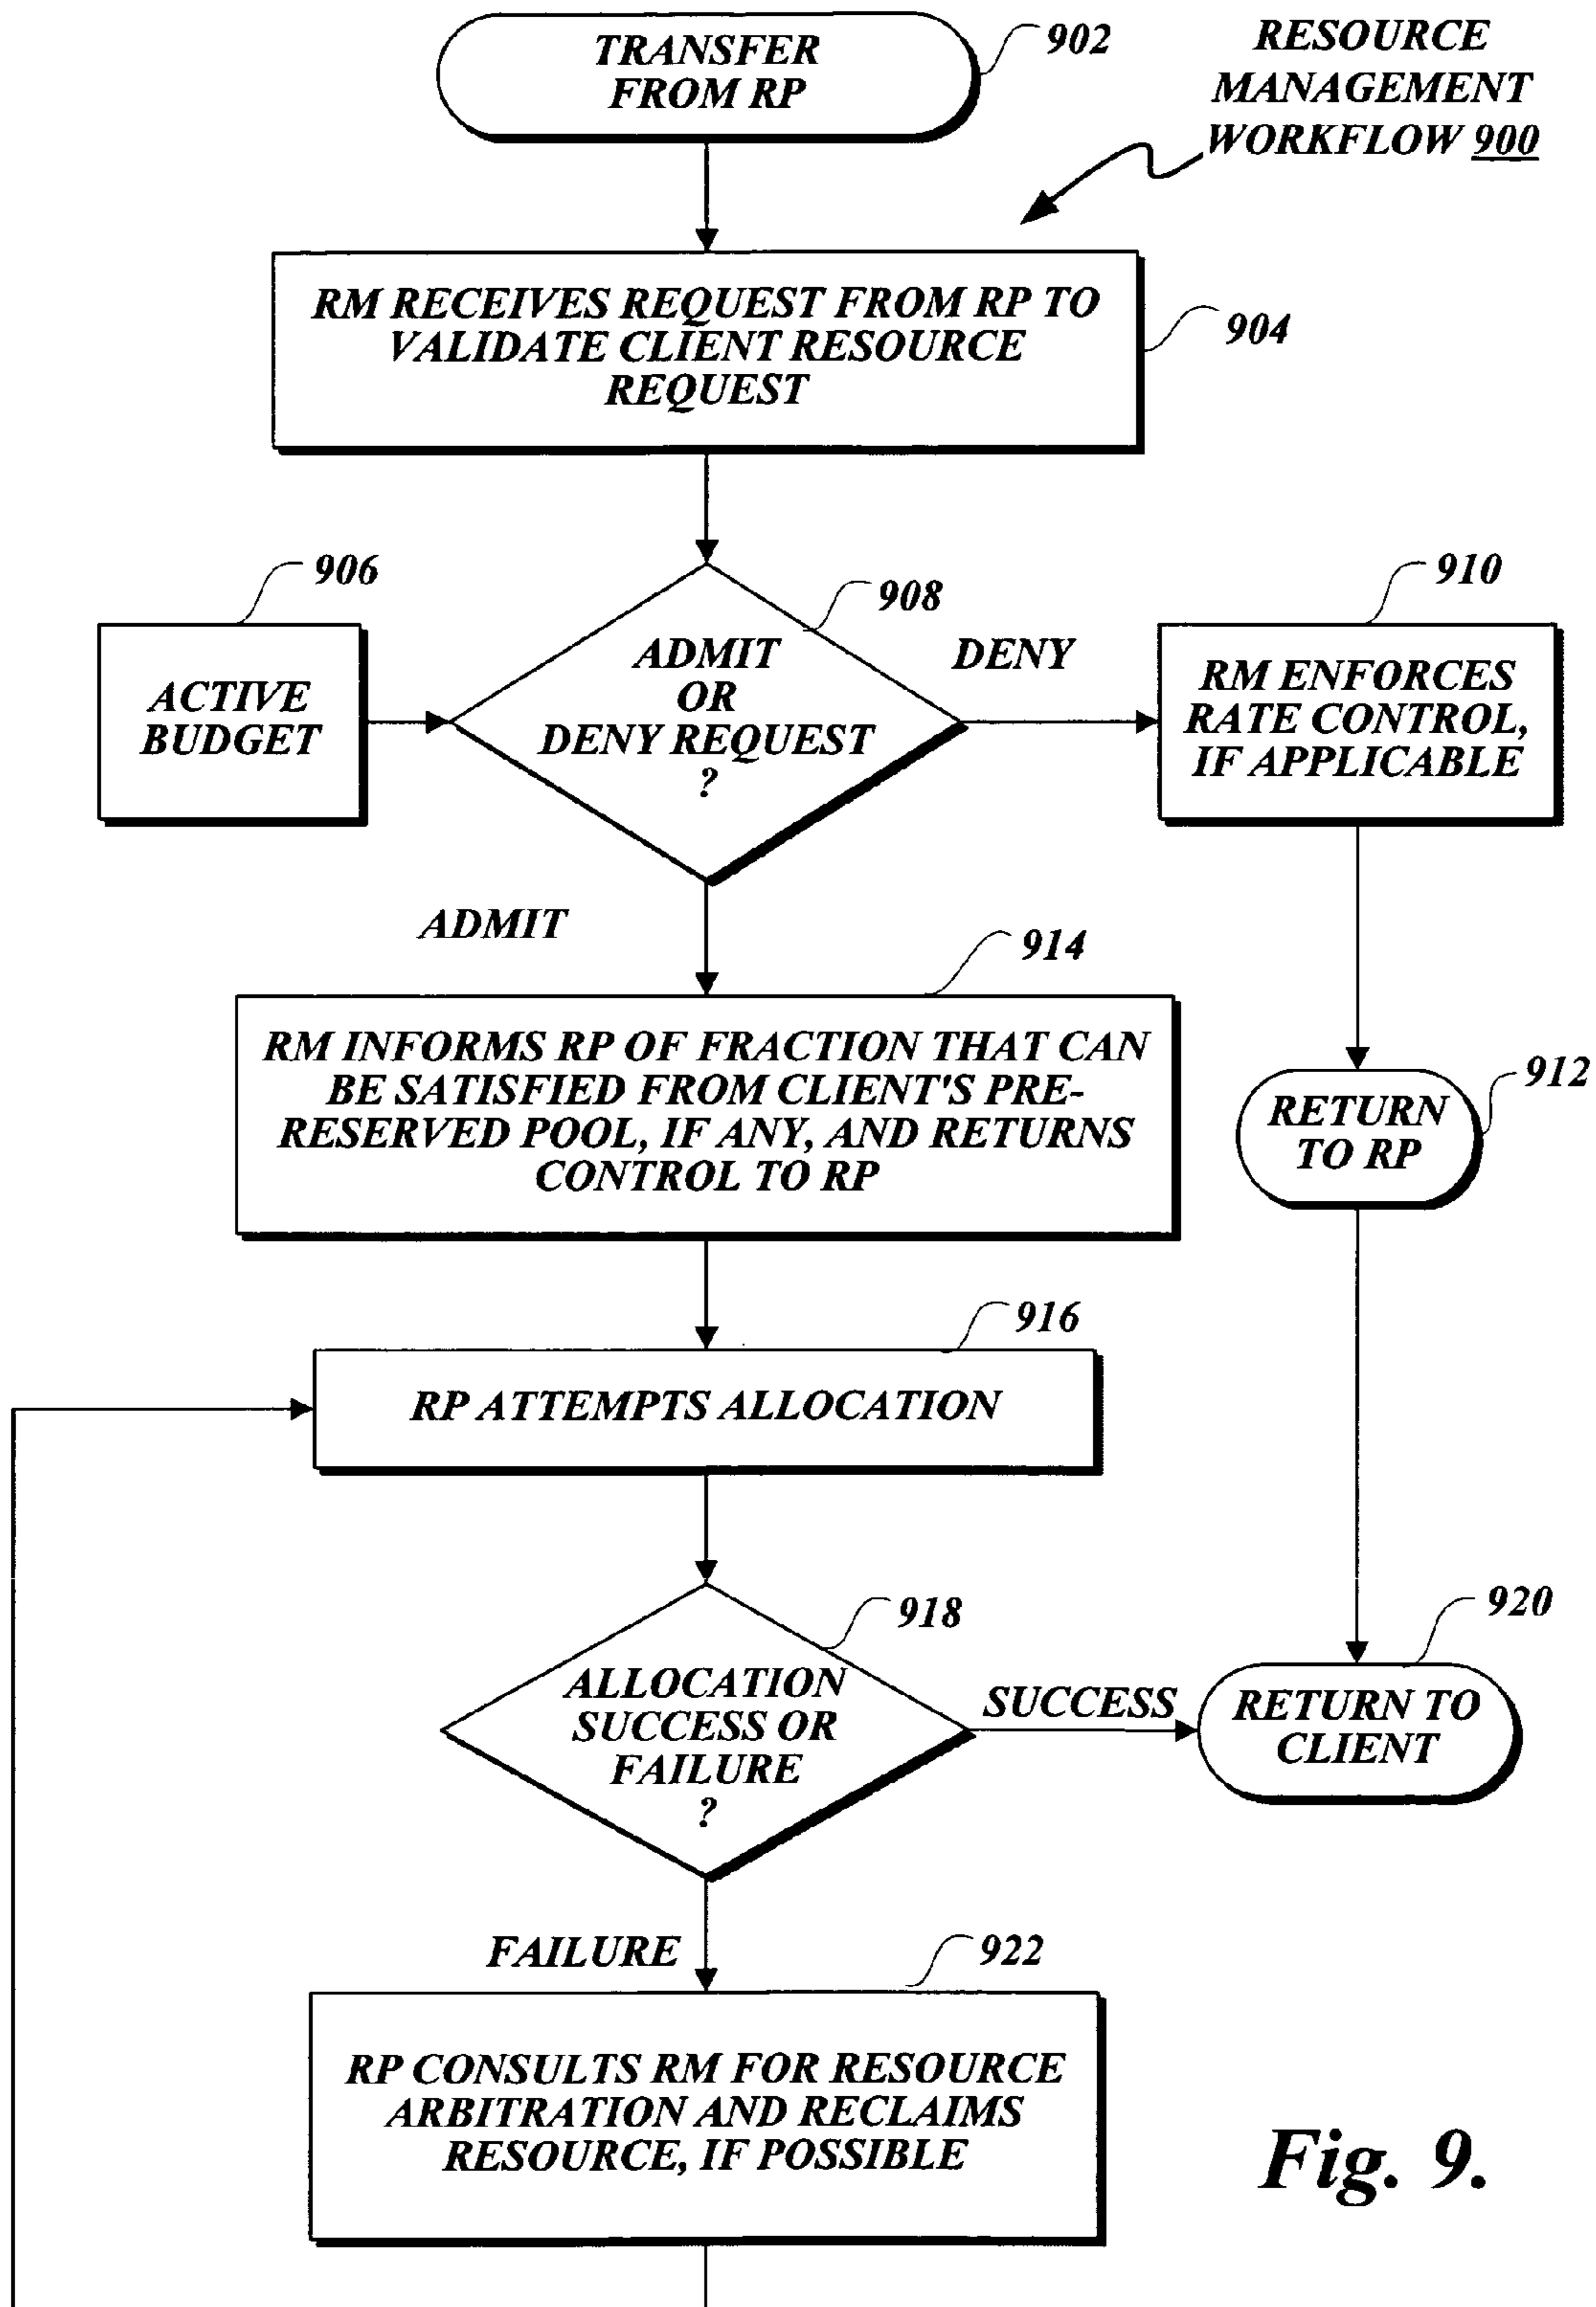 TRANSFER
FROM RP
902
RESOURCE
MANAGEMENT
WORKFLOW 900
RM RECEIVES REQUEST FROM RP TO
VALIDATE CLIENT RESOURCE
REQUEST
904
906
ACTIVE
BUDGET
908
ADMIT
OR
DENY REQUEST
?
DENY
910
RM ENFORCES
RATE CONTROL,
IF APPLICABLE
ADMIT
914
RM INFORMS RP OF FRACTION THAT CAN
BE SATISFIED FROM CLIENT'S PRE-
RESERVED POOL, IF ANY, AND RETURNS
CONTROL TO RP
912
RETURN
TO RP
916
RP ATTEMPTS ALLOCATION
918
ALLOCATION
SUCCESS OR
FAILURE
?
SUCCESS
920
RETURN TO
CLIENT
FAILURE
922
RP CONSULTS RM FOR RESOURCE
ARBITRATION AND RECLAIMS
RESOURCE, IF POSSIBLE
Fig. 9.